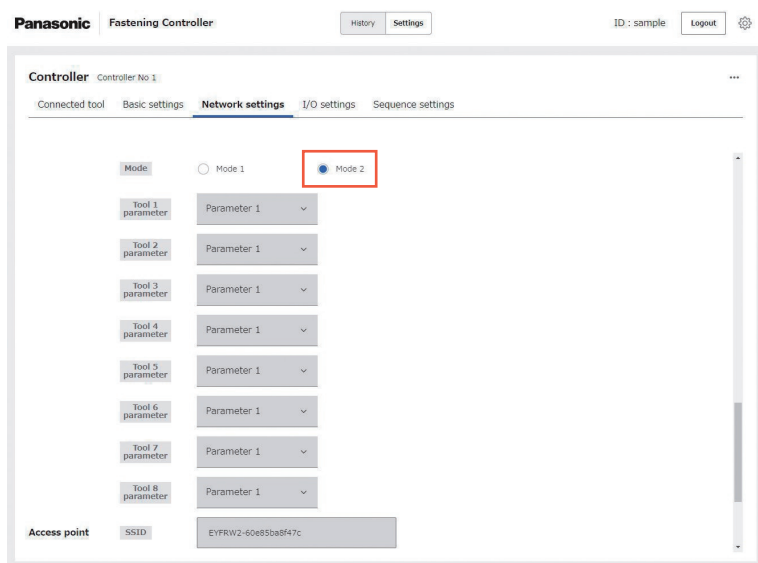 Panasonic Fastening Controller History Settings ID : sample Logout
Controller Controller No 1 ...
Connected tool Basic settings Network settings I/O settings Sequence settings
Mode Mode 1 Mode 2
Tool 1
parameter Parameter 1
Tool 2
parameter Parameter 1
Tool 3
parameter Parameter 1
Tool 4
parameter Parameter 1
Tool 5
parameter Parameter 1
Tool 6
parameter Parameter 1
Tool 7
parameter Parameter 1
Tool 8
parameter Parameter 1
Access point SSID EYFRW2-60e85ba8f47c